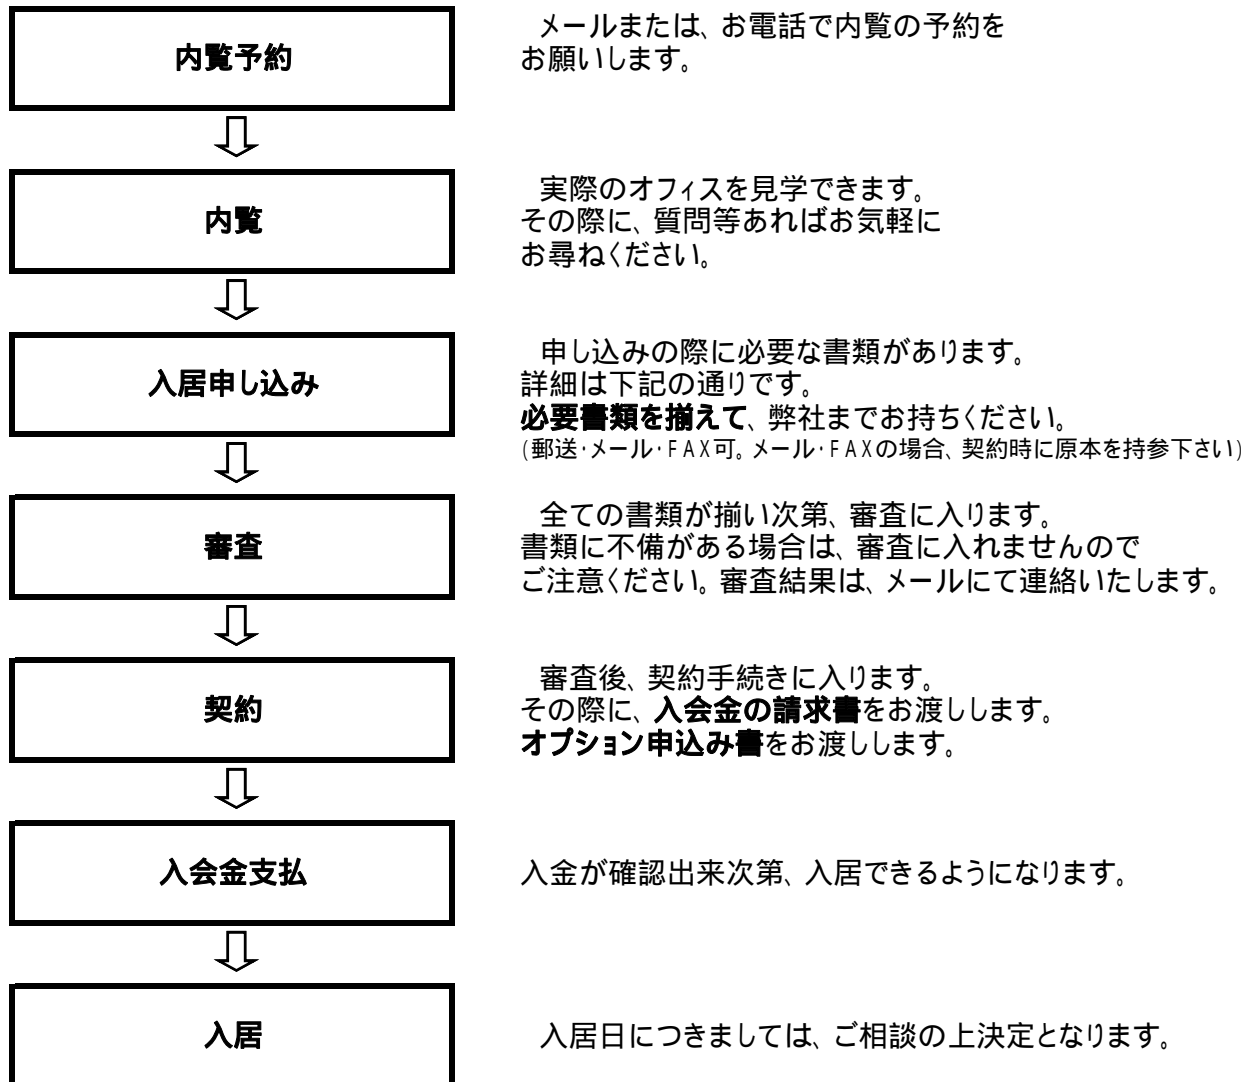 内覧予約
メールまたは、お電話で内覧の予約を
お願いします。
内覧
実際のオフィスを見学できます。
その際に、質問等あればお気軽に
お尋ねください。
入居申し込み
申し込みの際に必要な書類があります。
詳細は下記の通りです。
必要書類を揃えて、弊社までお持ちください。
(郵送・メール・FAX可。メール・FAXの場合、契約時に原本を持参下さい)
審査
全ての書類が揃い次第、審査に入ります。
書類に不備がある場合は、審査に入れませんので
ご注意ください。審査結果は、メールにて連絡いたします。
契約
審査後、契約手続きに入ります。
その際に、入会金の請求書をお渡しします。
オプション申込み書をお渡しします。
入会金支払
入金が確認出来次第、入居できるようになります。
入居
入居日につきましては、ご相談の上決定となります。